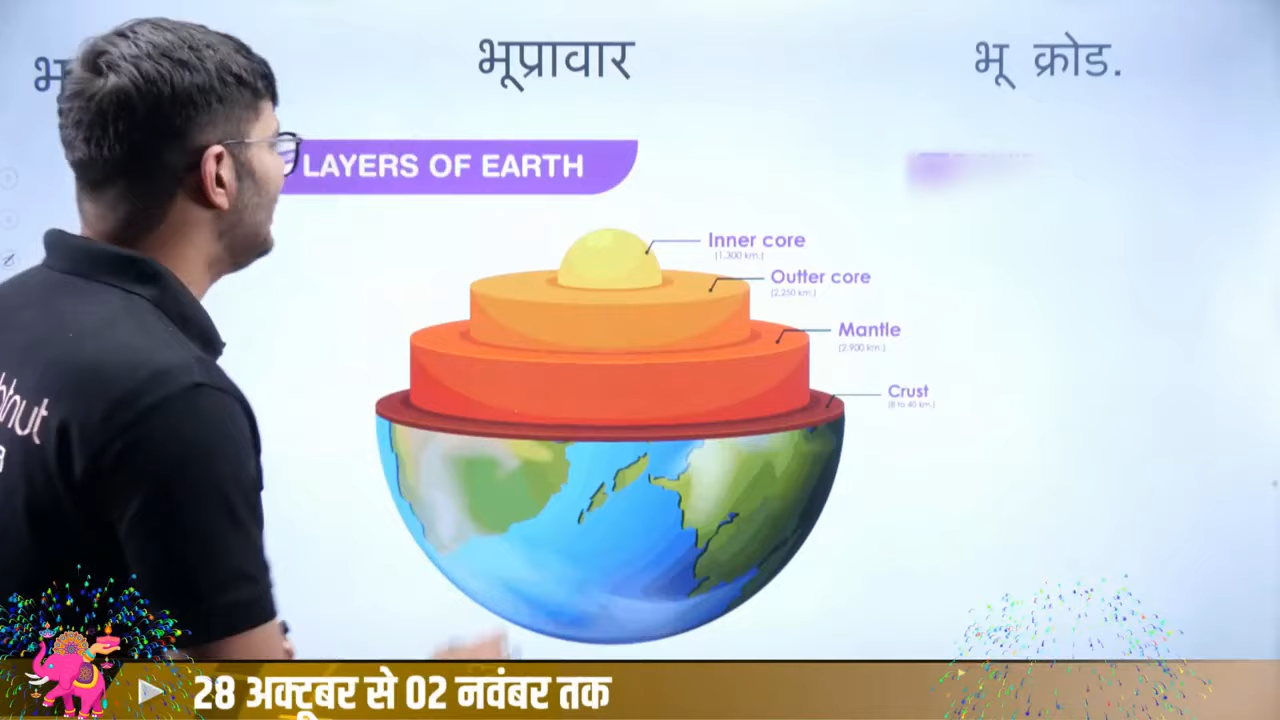 भूप्रावार
भू क्रोड.
LAYERS OF EARTH
Inner core
(1,300 km.)
Outter core
(2,250 km.)
Mantle
(2,900 km.)
Crust
(8 to 40 km.)
28 अक्टूबर से 02 नवंबर तक